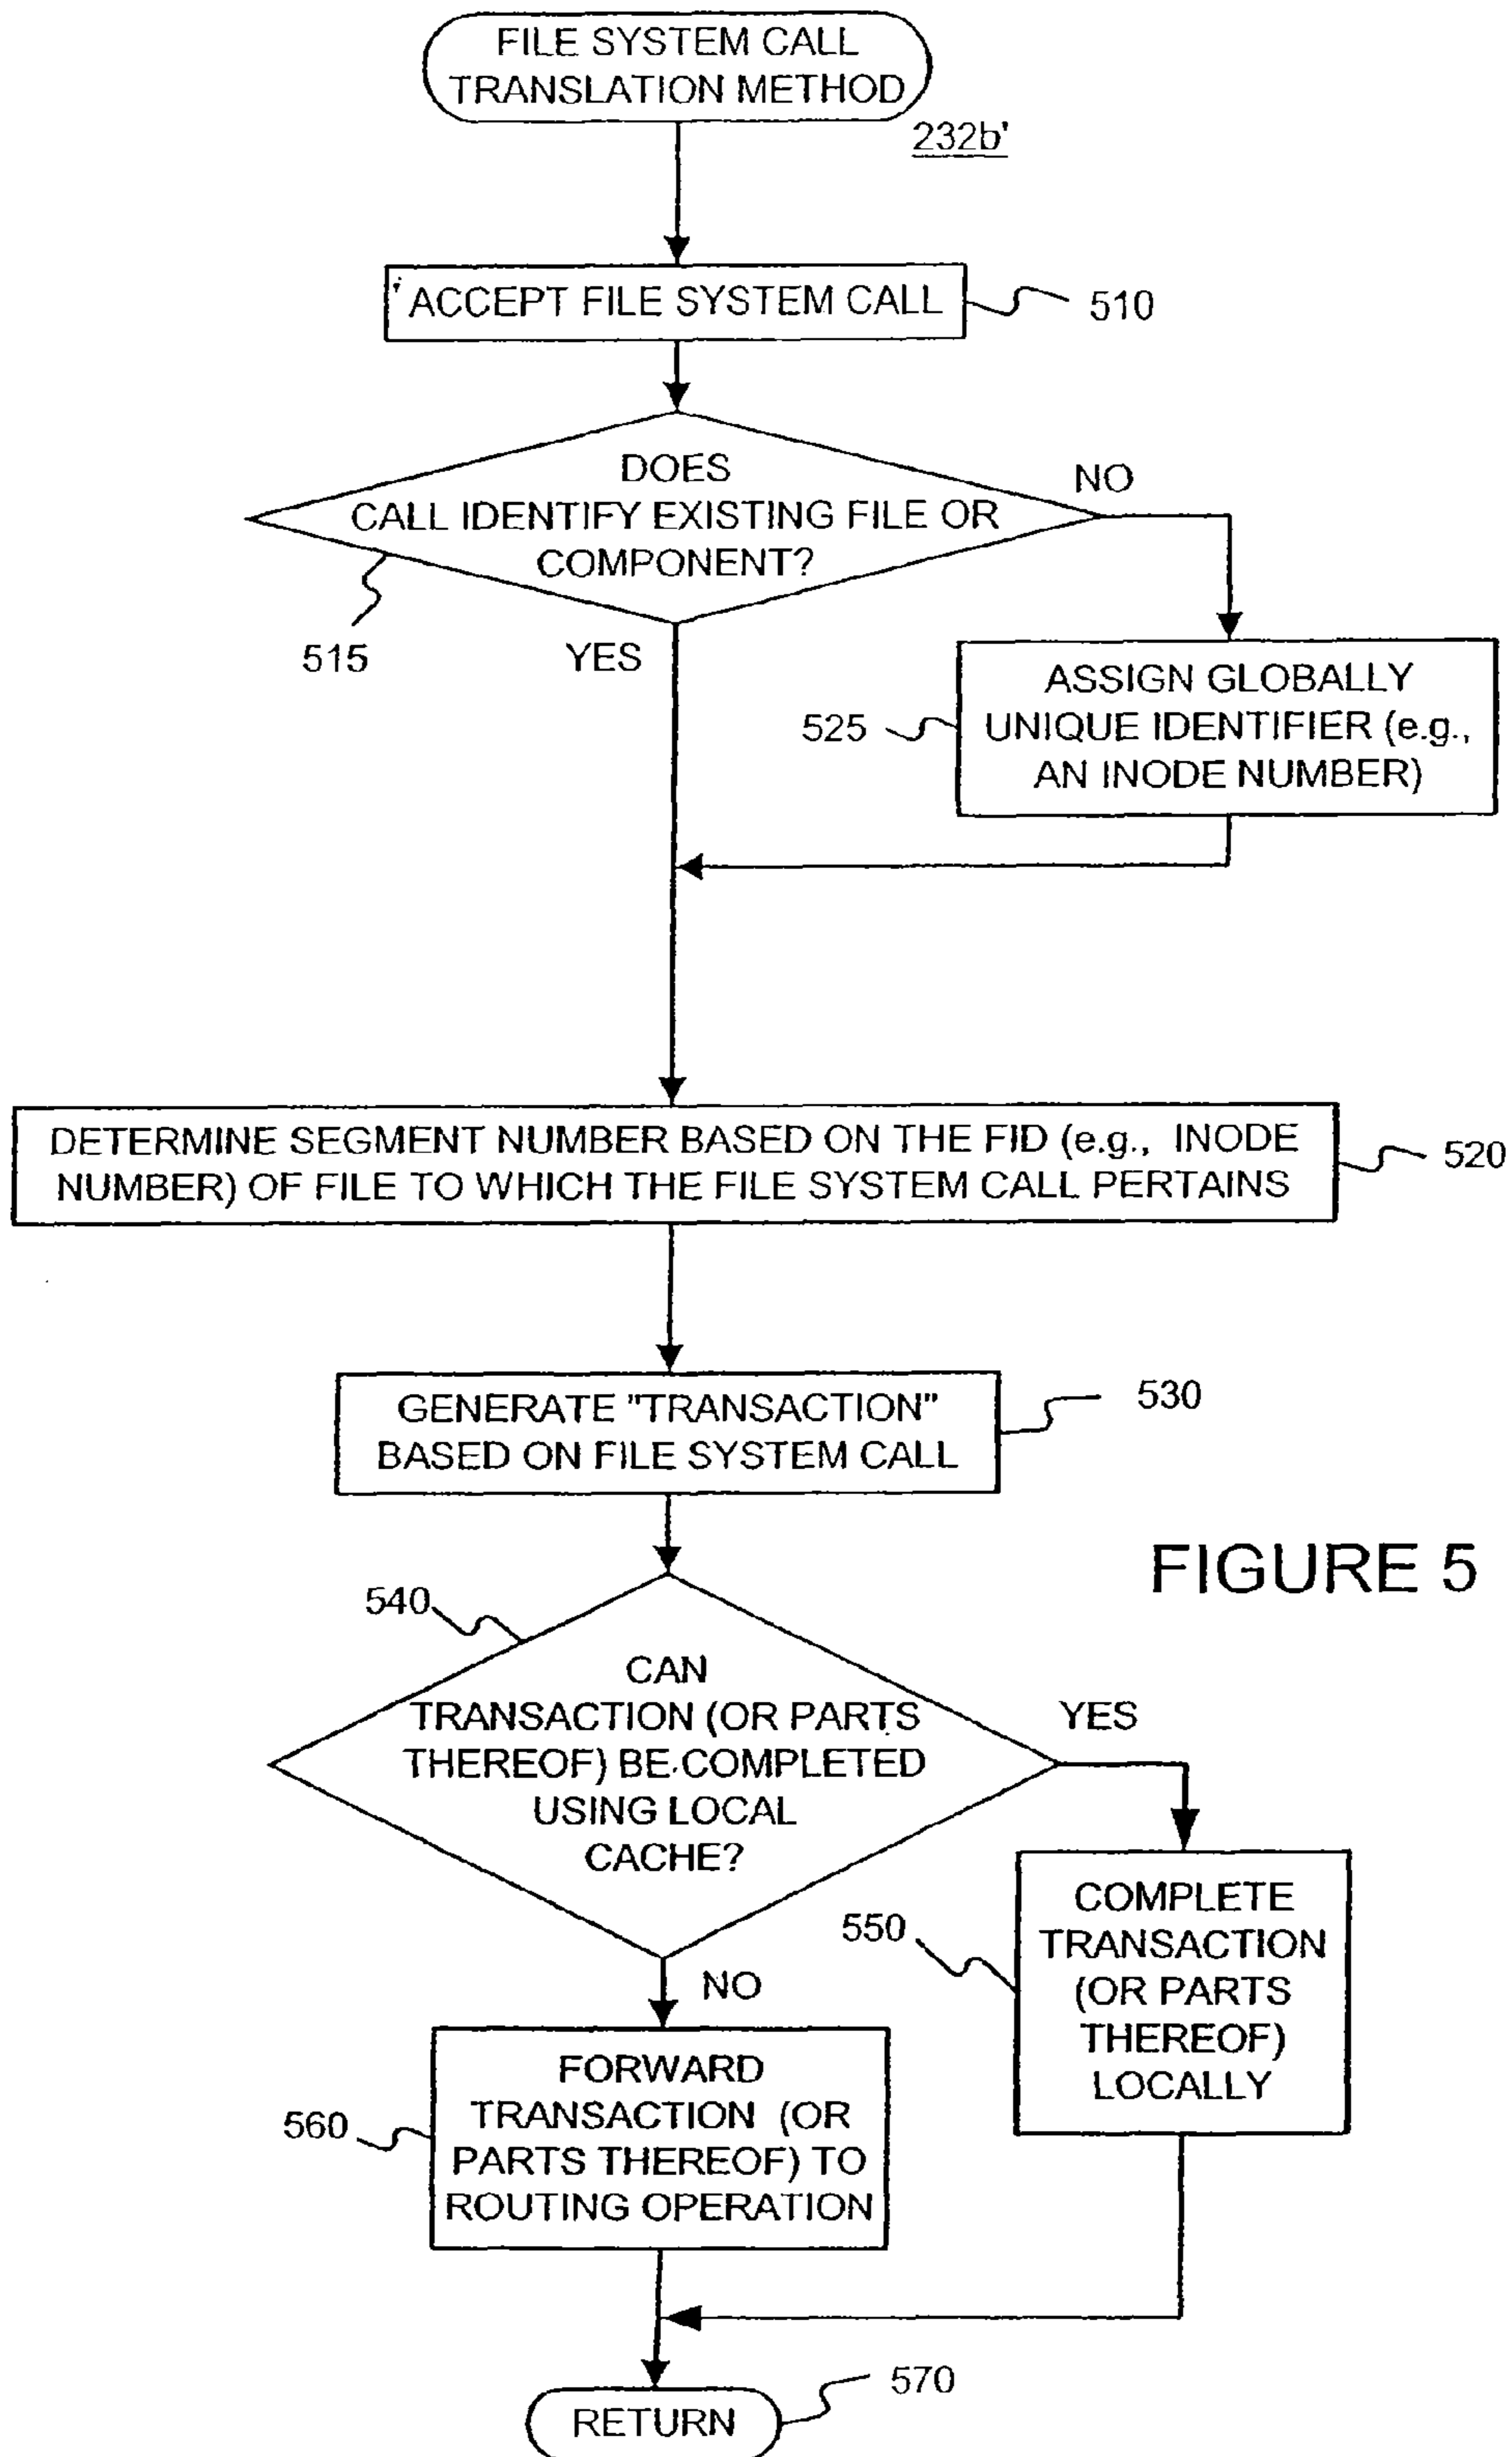 FILE SYSTEM CALL
TRANSLATION METHOD
232b'
ACCEPT FILE SYSTEM CALL
510
DOES
CALL IDENTIFY EXISTING FILE OR
COMPONENT?
NO
515
YES
ASSIGN GLOBALLY
UNIQUE IDENTIFIER (e.g.,
AN INODE NUMBER)
525
DETERMINE SEGMENT NUMBER BASED ON THE FID (e.g., INODE
NUMBER) OF FILE TO WHICH THE FILE SYSTEM CALL PERTAINS
520
GENERATE "TRANSACTION"
BASED ON FILE SYSTEM CALL
530
FIGURE 5
540
CAN
TRANSACTION (OR PARTS
THEREOF) BE COMPLETED
USING LOCAL
CACHE?
YES
NO
COMPLETE
TRANSACTION
(OR PARTS
THEREOF)
LOCALLY
550
FORWARD
TRANSACTION (OR
PARTS THEREOF) TO
ROUTING OPERATION
560
RETURN
570